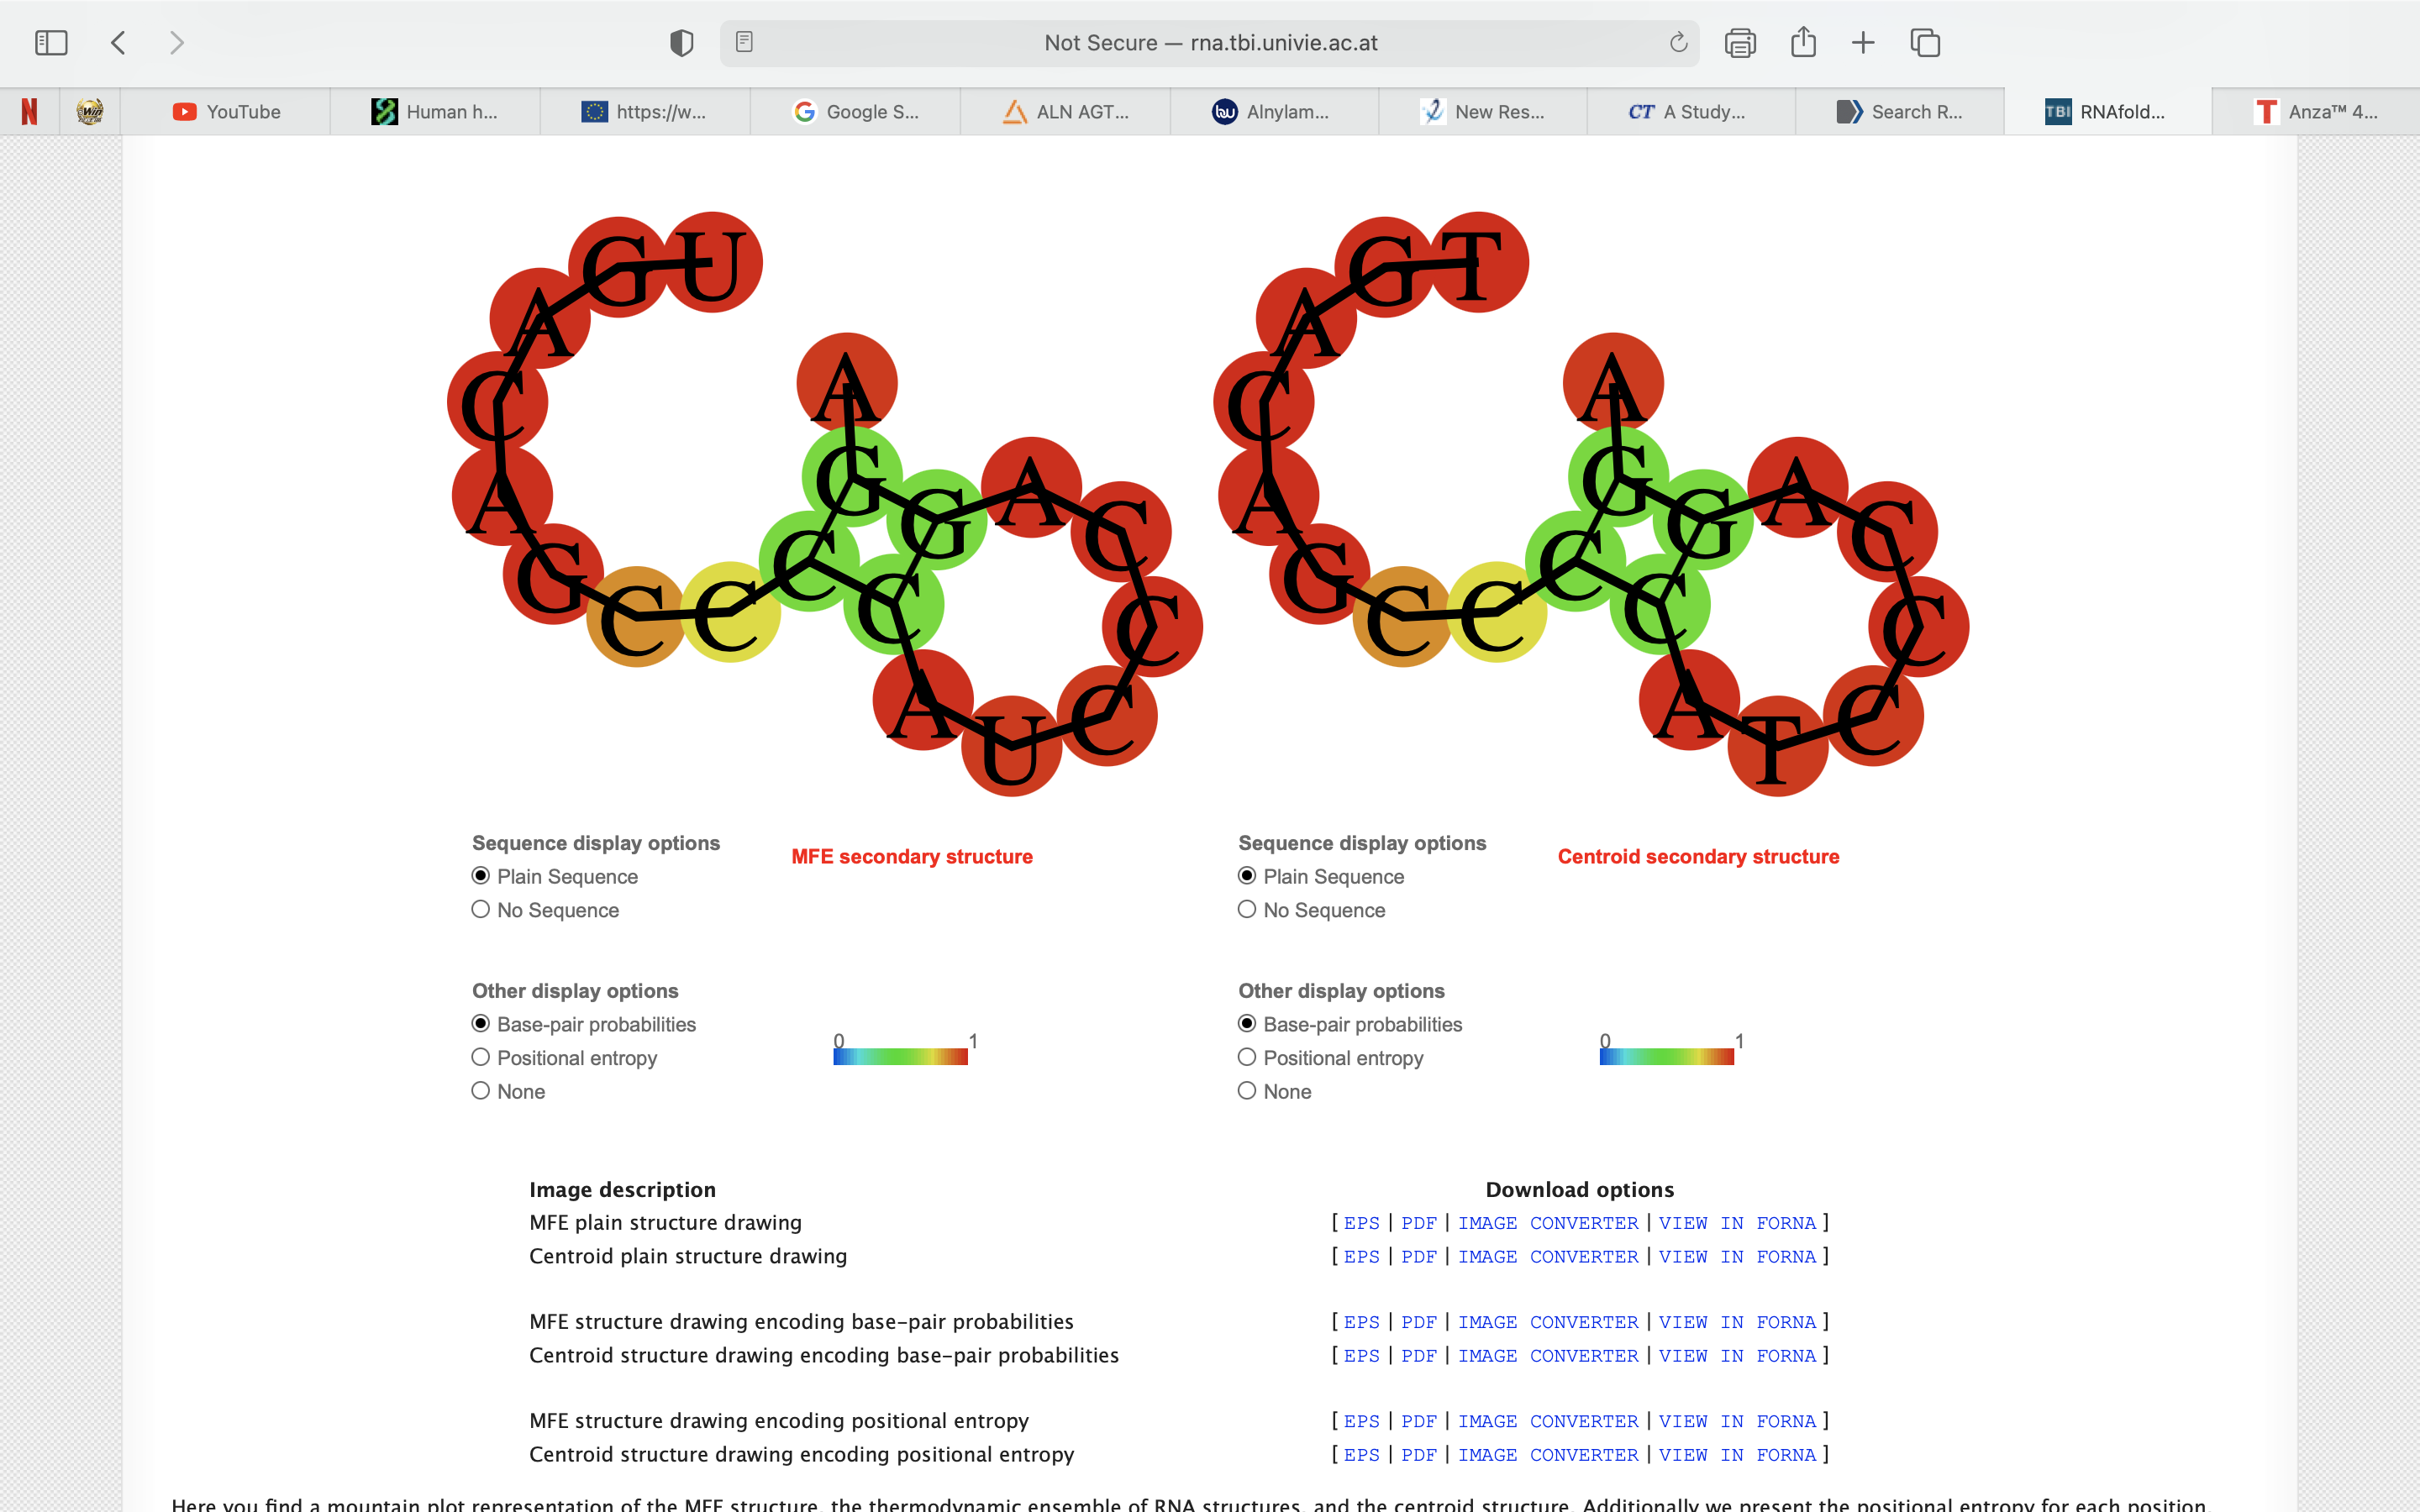 Not Secure — rna.tbi.univie.ac.at
YouTube
Human h...
https://w...
Google S...
ALN AGT...
bu
Alnylam...
New Res...
CT A Study...
Search R...
TBI RNAfold...
Anza™ 4...
U G A C A G C C C C A U C C C A G G A
T G A C A G C C C C A T C C C A G G A
Sequence display options
MFE secondary structure
Plain Sequence
No Sequence
Other display options
Base-pair probabilities
0 1
Positional entropy
None
Sequence display options
Centroid secondary structure
Plain Sequence
No Sequence
Other display options
Base-pair probabilities
0 1
Positional entropy
None
Image description Download options
MFE plain structure drawing [ EPS | PDF | IMAGE CONVERTER | VIEW IN FORNA ]
Centroid plain structure drawing [ EPS | PDF | IMAGE CONVERTER | VIEW IN FORNA ]
MFE structure drawing encoding base-pair probabilities [ EPS | PDF | IMAGE CONVERTER | VIEW IN FORNA ]
Centroid structure drawing encoding base-pair probabilities [ EPS | PDF | IMAGE CONVERTER | VIEW IN FORNA ]
MFE structure drawing encoding positional entropy [ EPS | PDF | IMAGE CONVERTER | VIEW IN FORNA ]
Centroid structure drawing encoding positional entropy [ EPS | PDF | IMAGE CONVERTER | VIEW IN FORNA ]
Here you find a mountain plot representation of the MFE structure, the thermodynamic ensemble of RNA structures, and the centroid structure. Additionally we present the positional entropy for each position.